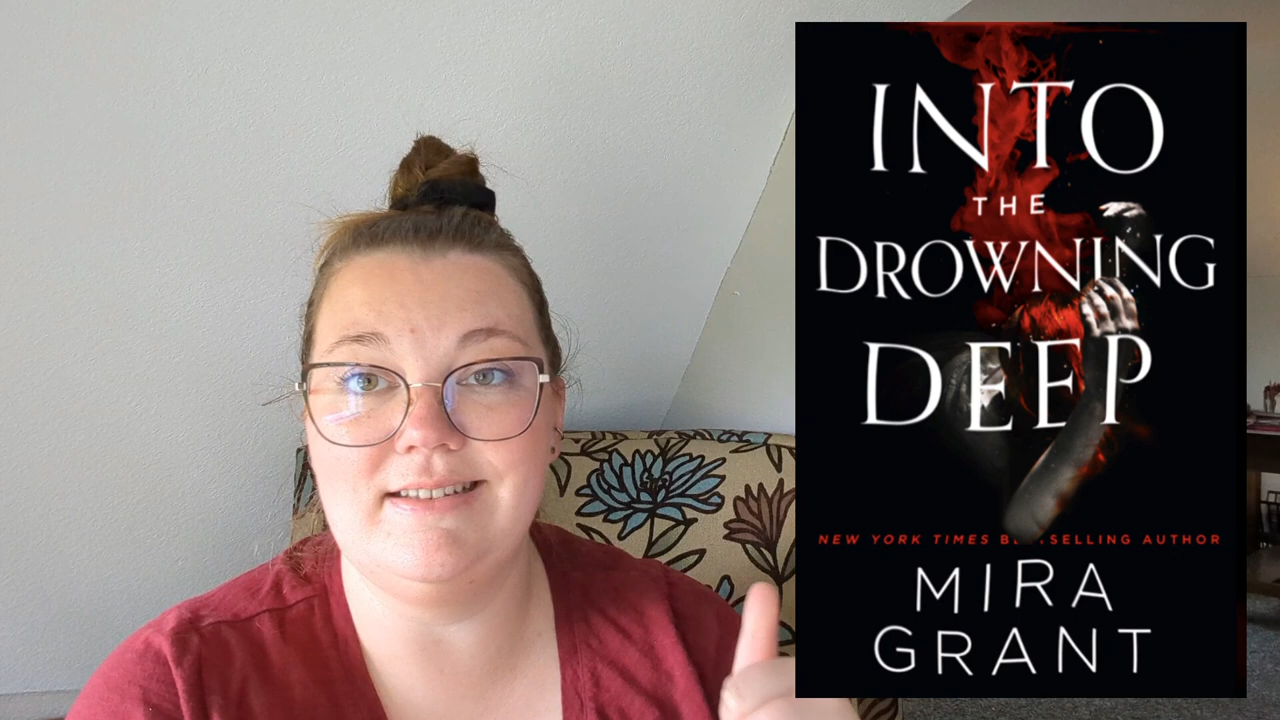 INTO
THE
DROWNING
DEEP
NEW YORK TIMES BESTSELLING AUTHOR
MIRA
GRANT